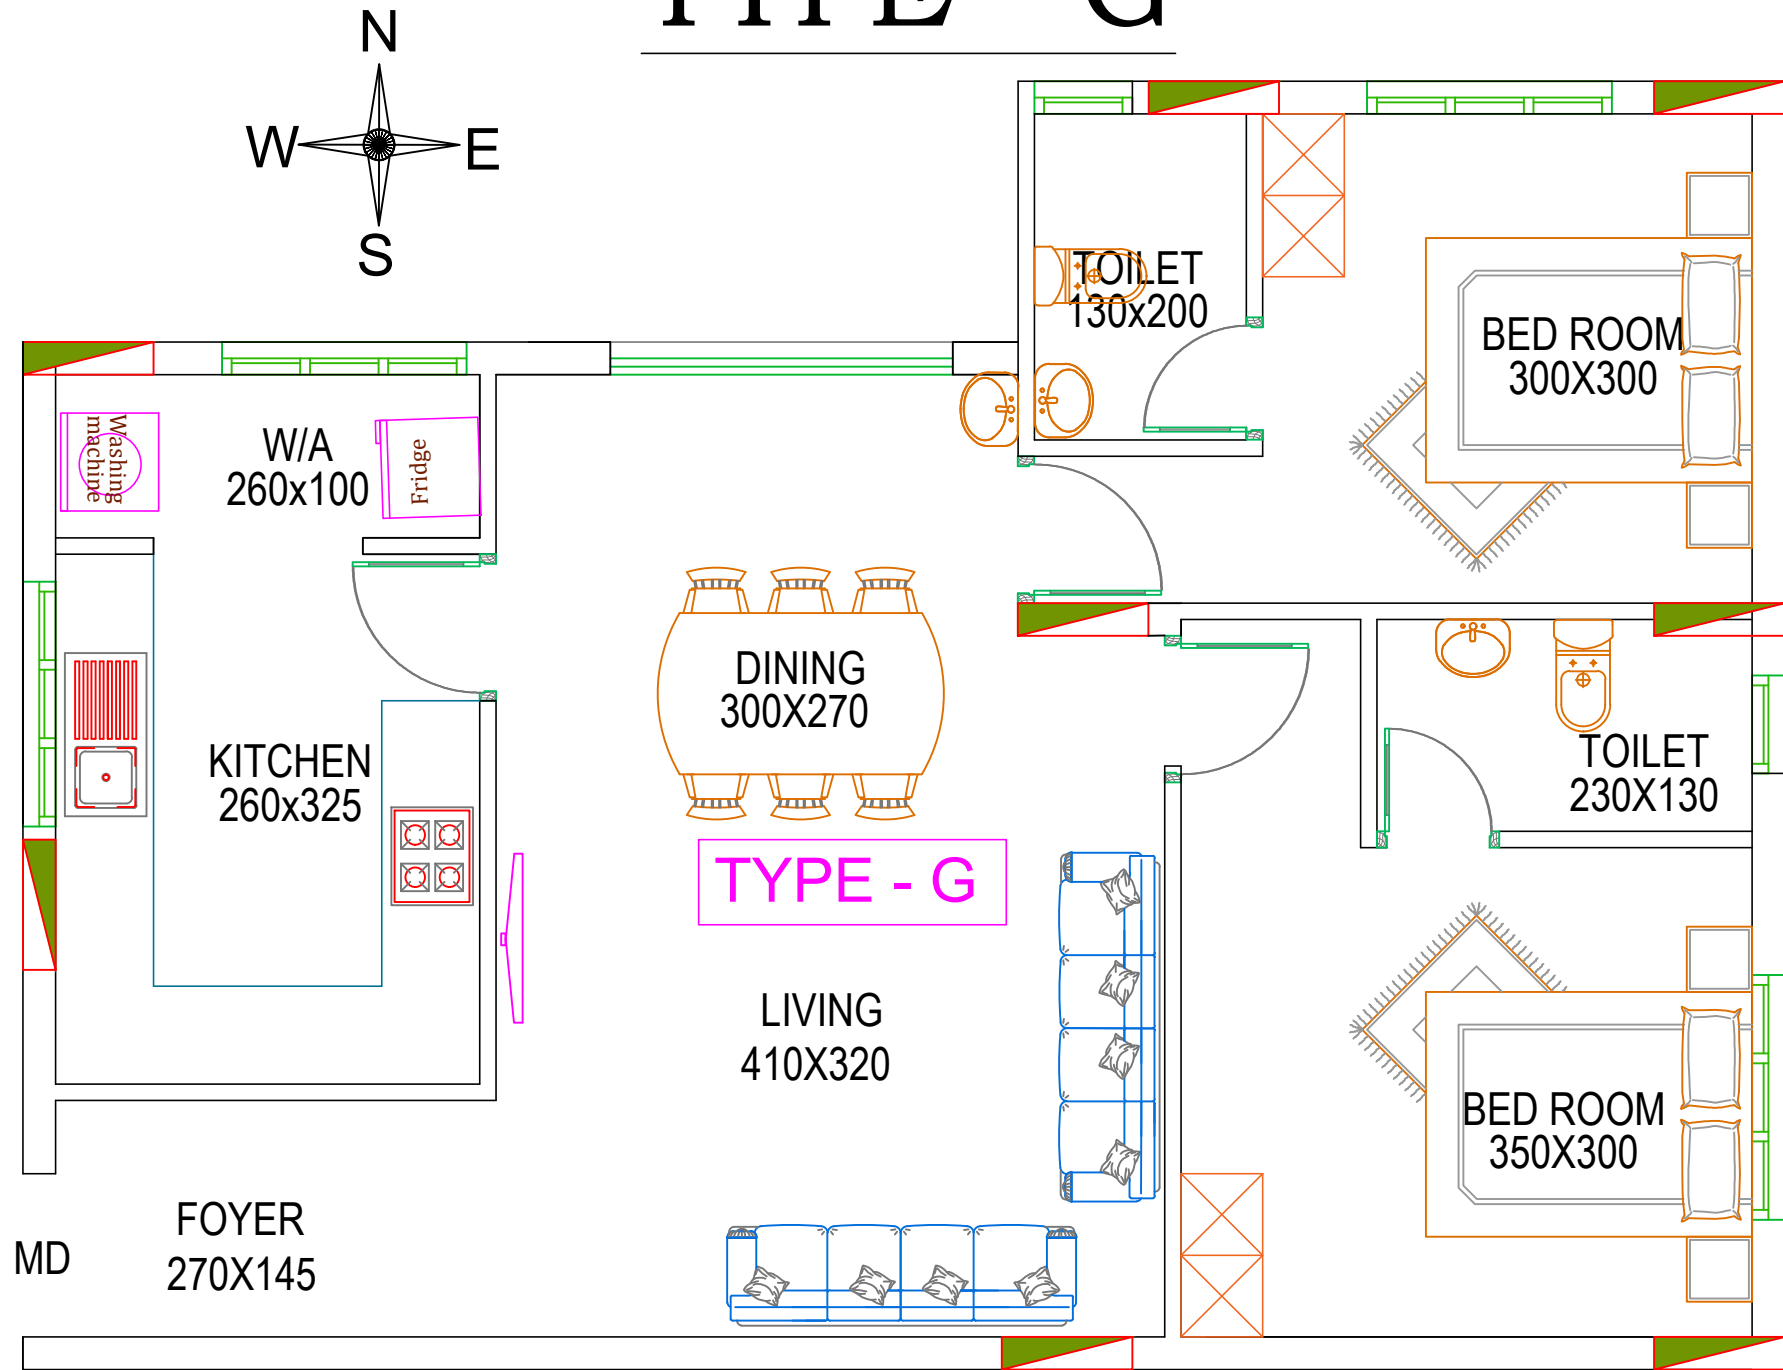 TYPE - G
N
W E
S
TOILET
130x200
BED ROOM
300X300
W/A
260x100
Washing
machine
Fridge
DINING
300X270
KITCHEN
260x325
TOILET
230X130
TYPE - G
LIVING
410X320
BED ROOM
350X300
FOYER
270X145
MD